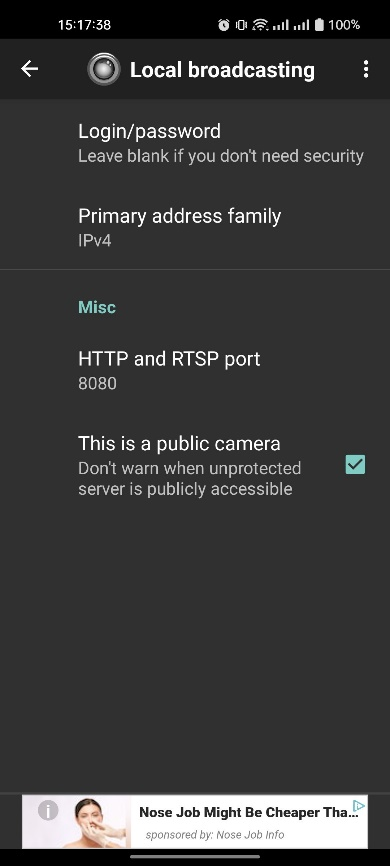 15:17:38 100%
Local broadcasting
Login/password
Leave blank if you don't need security
Primary address family
IPv4
Misc
HTTP and RTSP port
8080
This is a public camera
Don't warn when unprotected
server is publicly accessible
Nose Job Might Be Cheaper Tha...
sponsored by: Nose Job Info